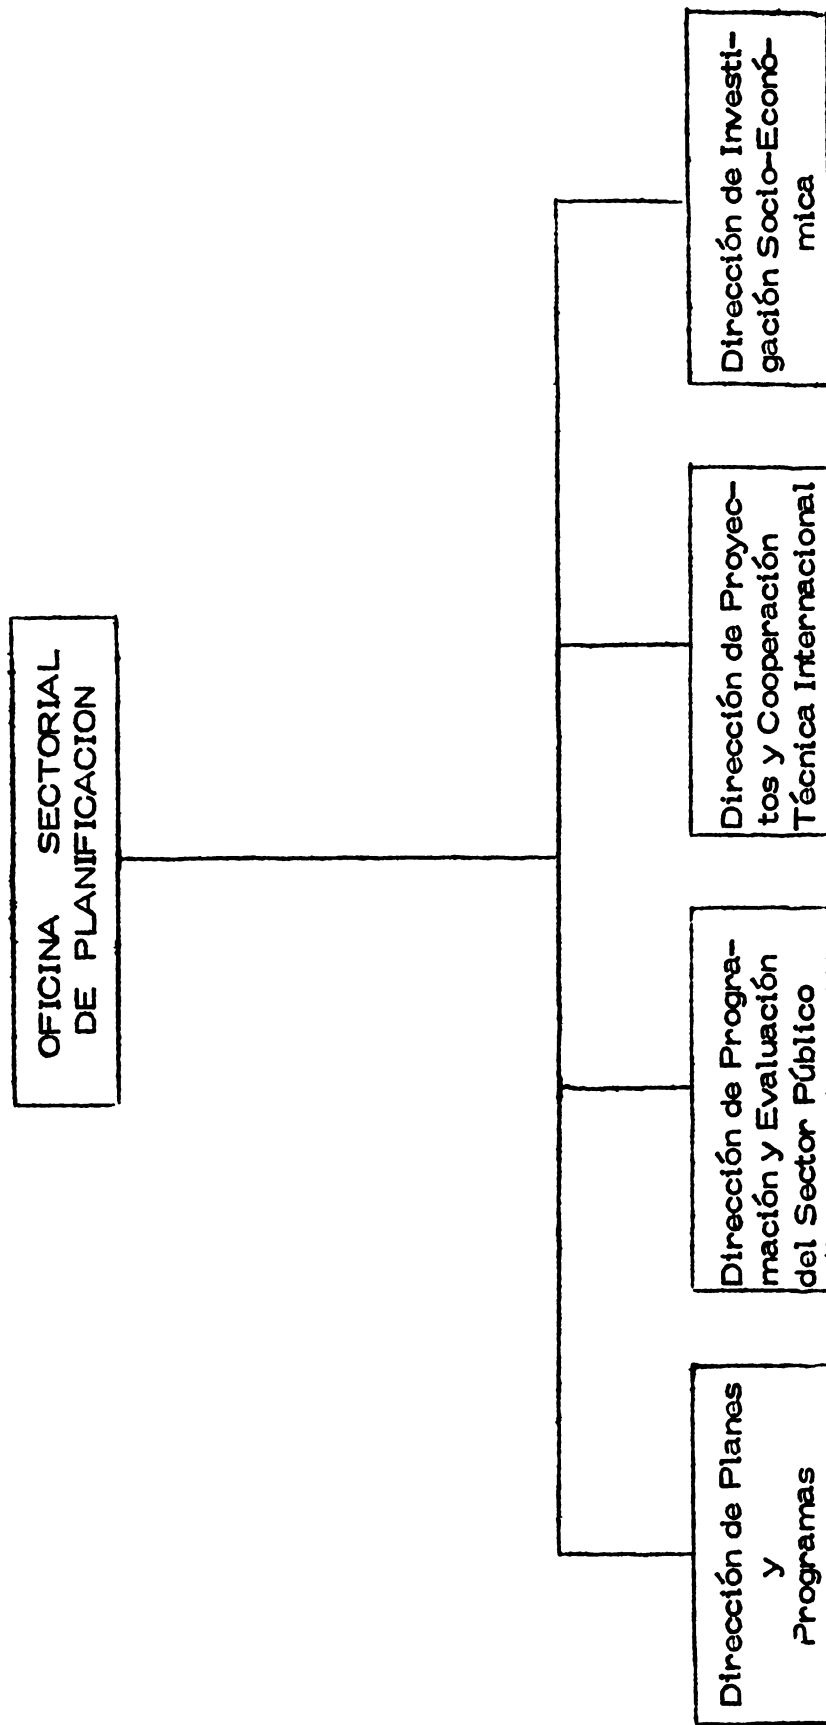 OFICINA SECTORIAL
DE PLANIFICACION
Dirección de Planes
y
Programas
Dirección de Progra-
mación y Evaluación
del Sector Público
Dirección de Proyec-
tos y Cooperación
Técnica Internacional
Dirección de Investi-
gación Socio-Econó-
mica